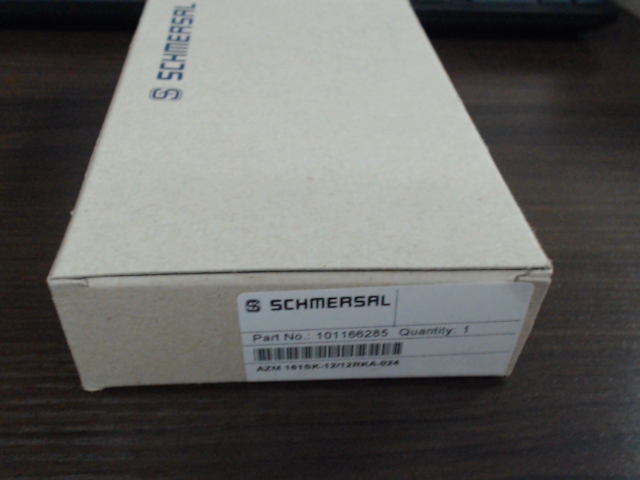 SCHMERSAL
SCHMERSAL
Part No.: 101166285 Quantity: 1
AZM 161SK-12/12RKA-024